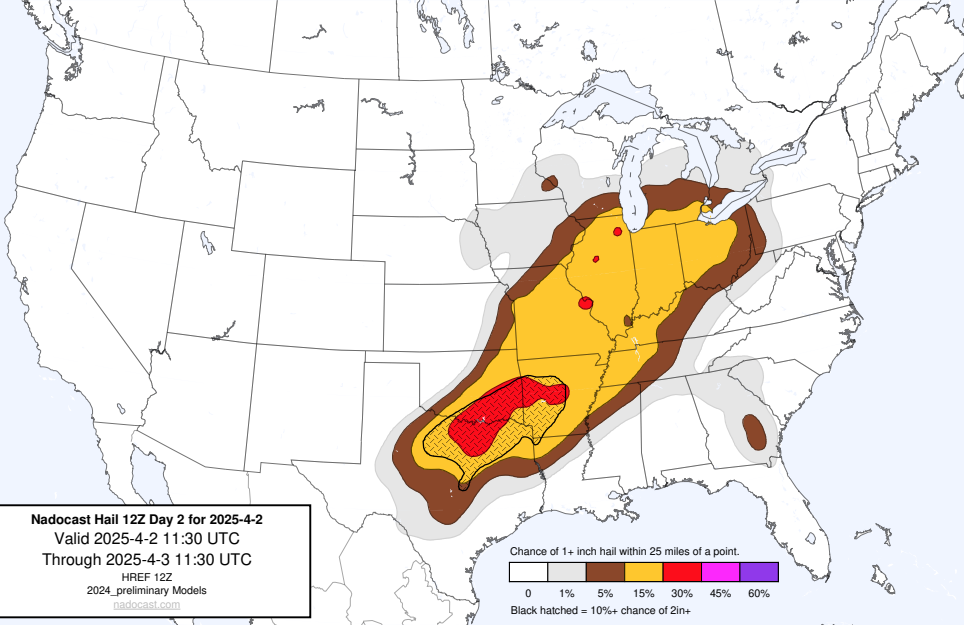 Nadocast Hail 12Z Day 2 for 2025-4-2
Valid 2025-4-2 11:30 UTC
Through 2025-4-3 11:30 UTC
HREF 12Z
2024_preliminary Models
nadocast.com
Chance of 1+ inch hail within 25 miles of a point.
0 1% 5% 15% 30% 45% 60%
Black hatched = 10%+ chance of 2in+